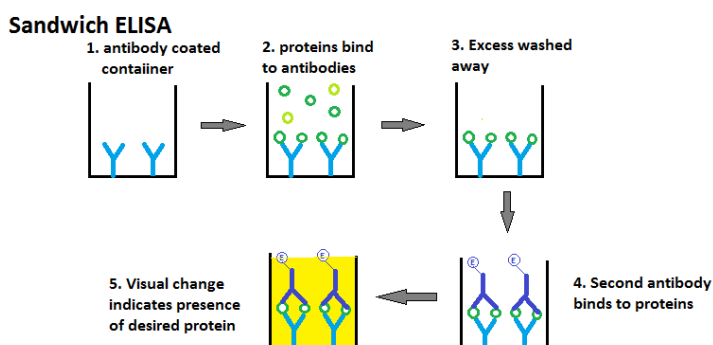 Sandwich ELISA
1. antibody coated
contaiiner
2. proteins bind
to antibodies
3. Excess washed
away
E
E
E
E
4. Second antibody
binds to proteins
5. Visual change
indicates presence
of desired protein